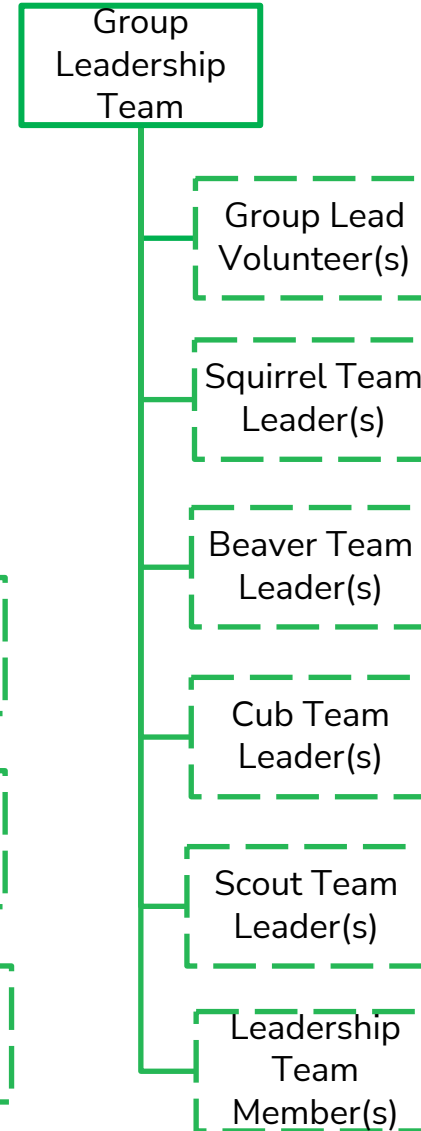 Group
Leadership
Team
Group Lead
Volunteer(s)
Squirrel Team
Leader(s)
Beaver Team
Leader(s)
Cub Team
Leader(s)
Scout Team
Leader(s)
Leadership
Team
Member(s)